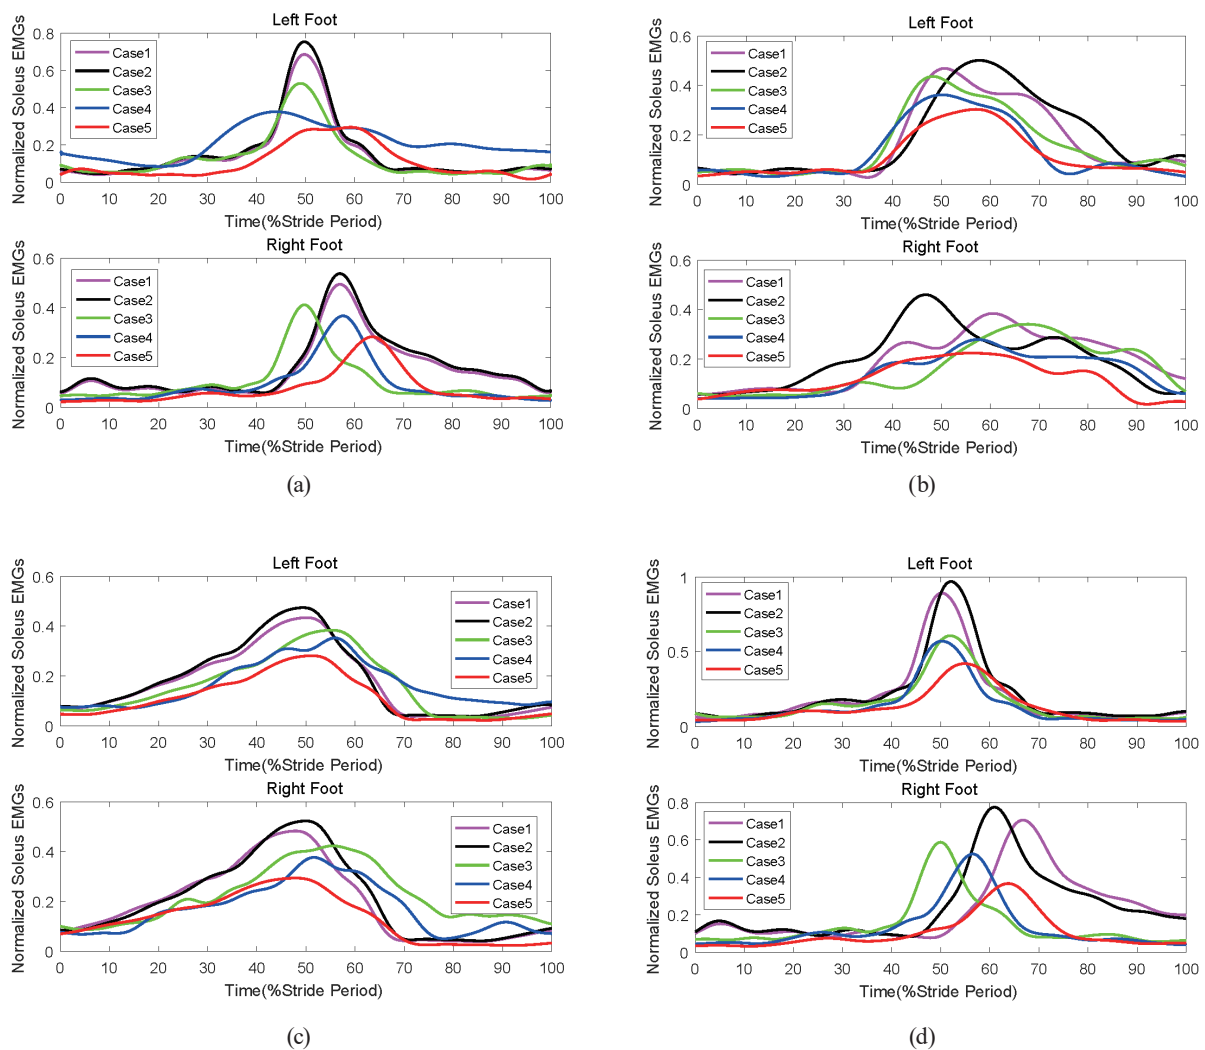 Left Foot
Normalized Soleus EMGs
0.8
0.6
0.4
0.2
0
Case1
Case2
Case3
Case4
Case5
0 10 20 30 40 50 60 70 80 90 100
Time(%Stride Period)
Right Foot
Normalized Soleus EMGs
0.6
0.4
0.2
0
Case1
Case2
Case3
Case4
Case5
0 10 20 30 40 50 60 70 80 90 100
Time(%Stride Period)
(a)
Left Foot
Normalized Soleus EMGs
0.6
0.4
0.2
0
Case1
Case2
Case3
Case4
Case5
0 10 20 30 40 50 60 70 80 90 100
Time(%Stride Period)
Right Foot
Normalized Soleus EMGs
0.6
0.4
0.2
0
Case1
Case2
Case3
Case4
Case5
0 10 20 30 40 50 60 70 80 90 100
Time(%Stride Period)
(b)
Left Foot
Normalized Soleus EMGs
0.6
0.4
0.2
0
Case1
Case2
Case3
Case4
Case5
0 10 20 30 40 50 60 70 80 90 100
Time(%Stride Period)
Right Foot
Normalized Soleus EMGs
0.6
0.4
0.2
0
Case1
Case2
Case3
Case4
Case5
0 10 20 30 40 50 60 70 80 90 100
Time(%Stride Period)
(c)
Left Foot
Normalized Soleus EMGs
1
0.5
0
Case1
Case2
Case3
Case4
Case5
0 10 20 30 40 50 60 70 80 90 100
Time(%Stride Period)
Right Foot
Normalized Soleus EMGs
0.8
0.6
0.4
0.2
0
Case1
Case2
Case3
Case4
Case5
0 10 20 30 40 50 60 70 80 90 100
Time(%Stride Period)
(d)